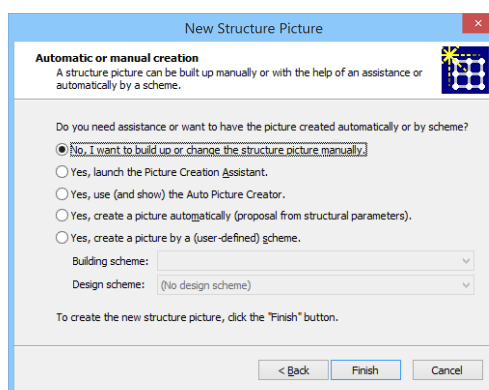 New Structure Picture
Automatic or manual creation
A structure picture can be built up manually or with the help of an assistance or
automatically by a scheme.
Do you need assistance or want to have the picture created automatically or by scheme?
No, I want to build up or change the structure picture manually.
Yes, launch the Picture Creation Assistant.
Yes, use (and show) the Auto Picture Creator.
Yes, create a picture automatically (proposal from structural parameters).
Yes, create a picture by a (user-defined) scheme.
Building scheme:
Design scheme: (No design scheme)
To create the new structure picture, click the "Finish" button.
< Back Finish Cancel